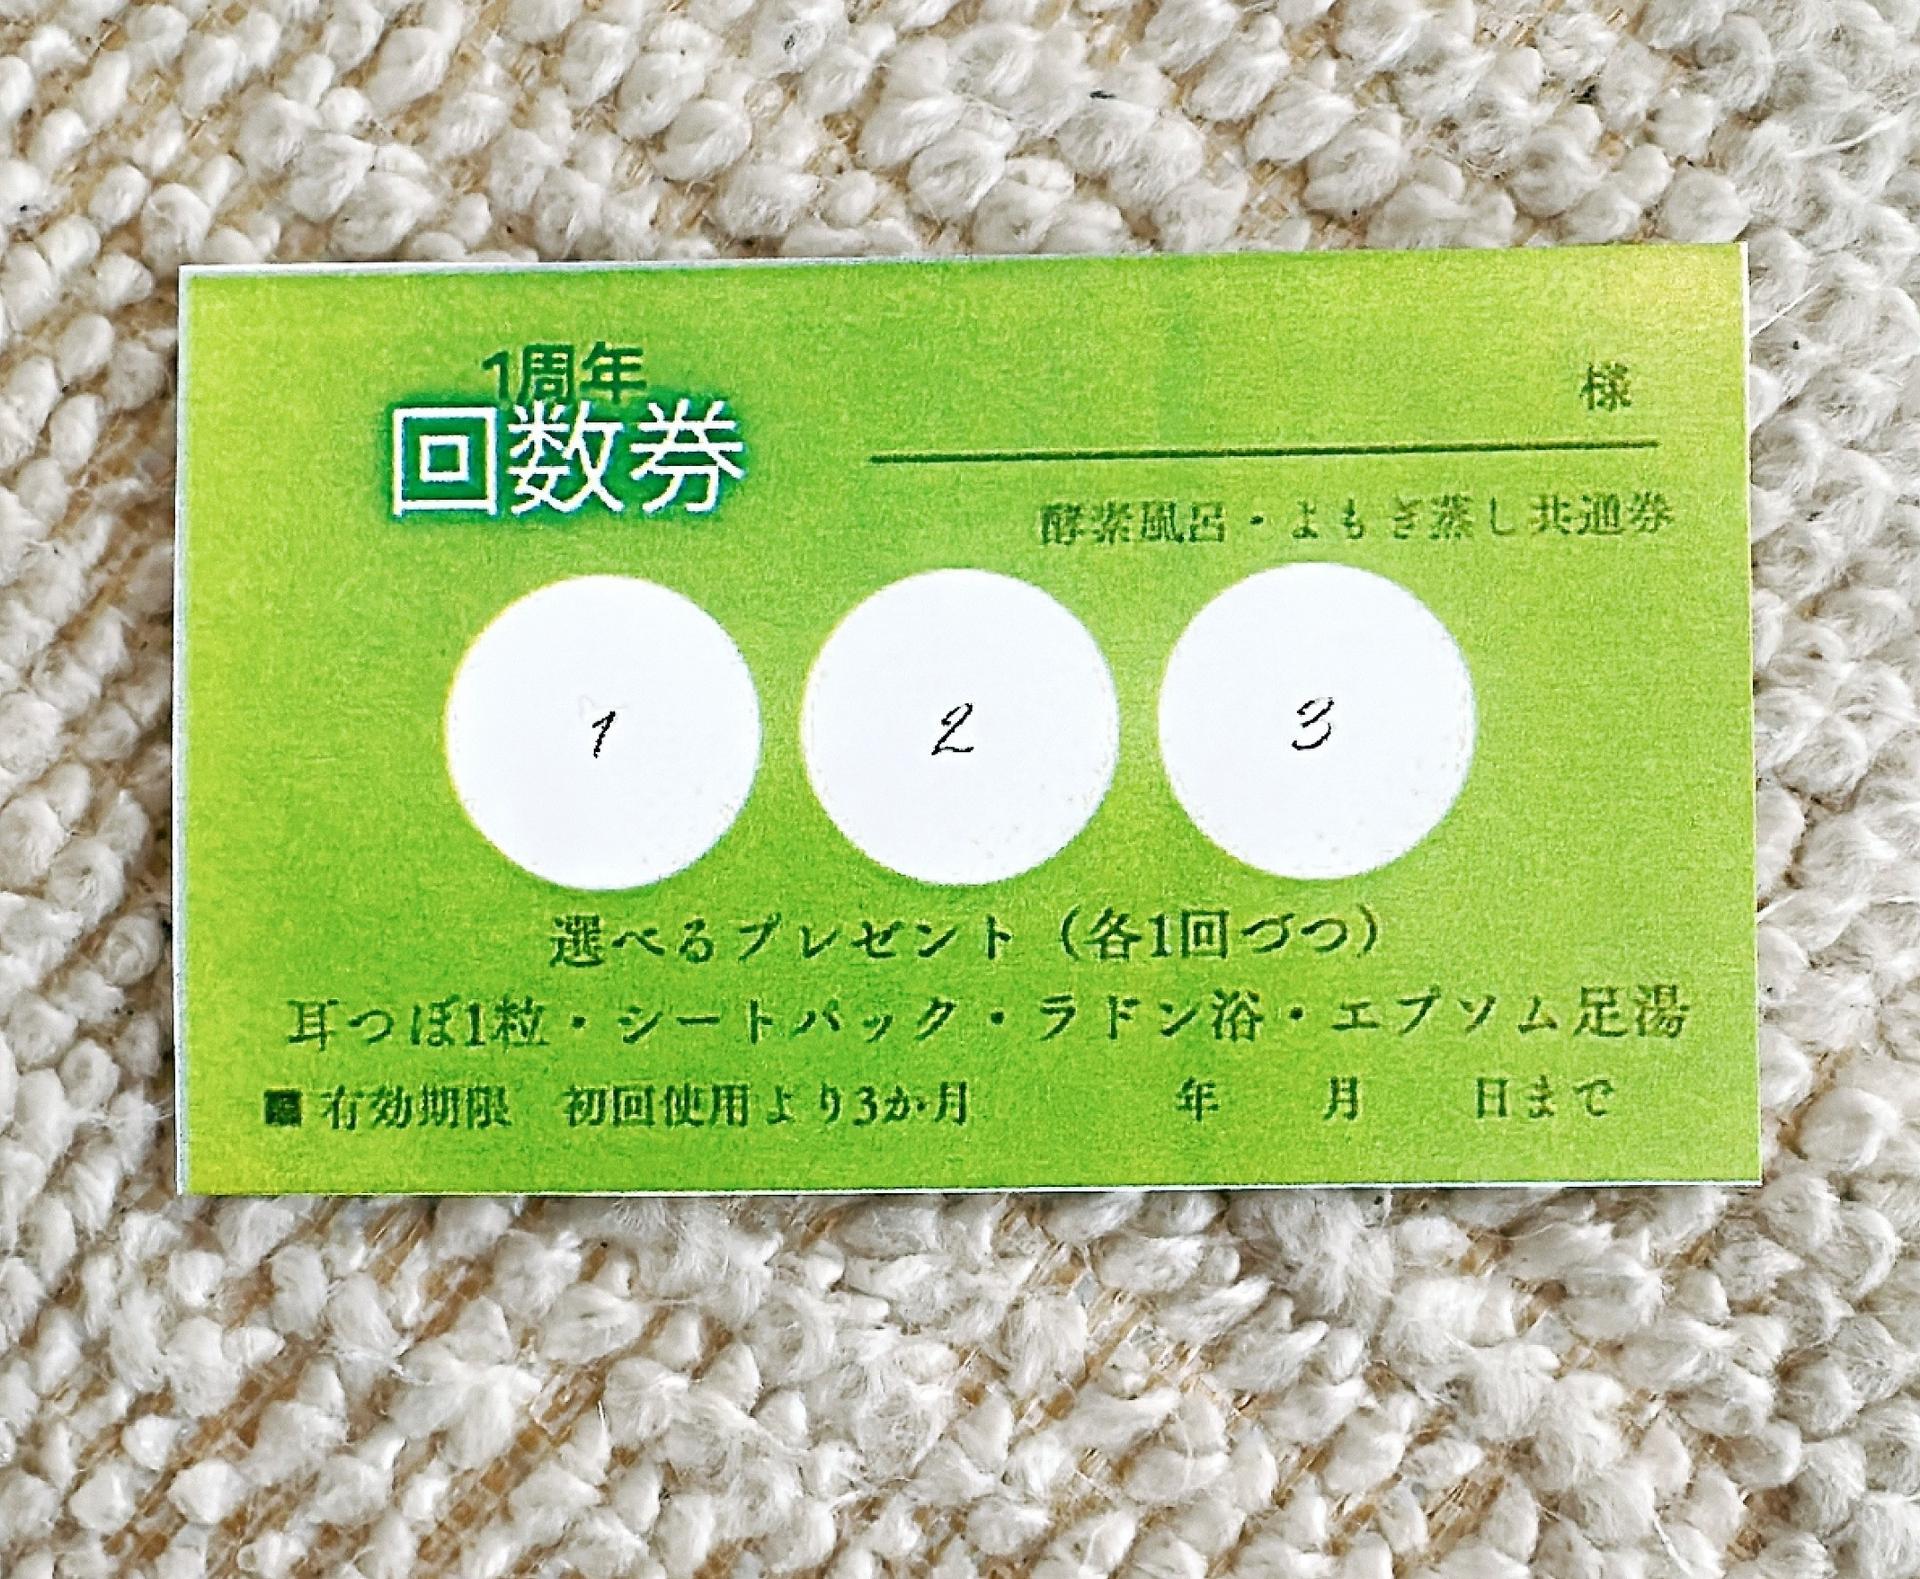 1周年
回数券
様
酵素風呂・よもぎ蒸し共通券
1 2 3
選べるプレゼント（各1回づつ）
耳つぼ1粒・シートパック・ラドン浴・エプソム足湯
■有効期限　初回使用より3か月　　　　年　　月　　日まで